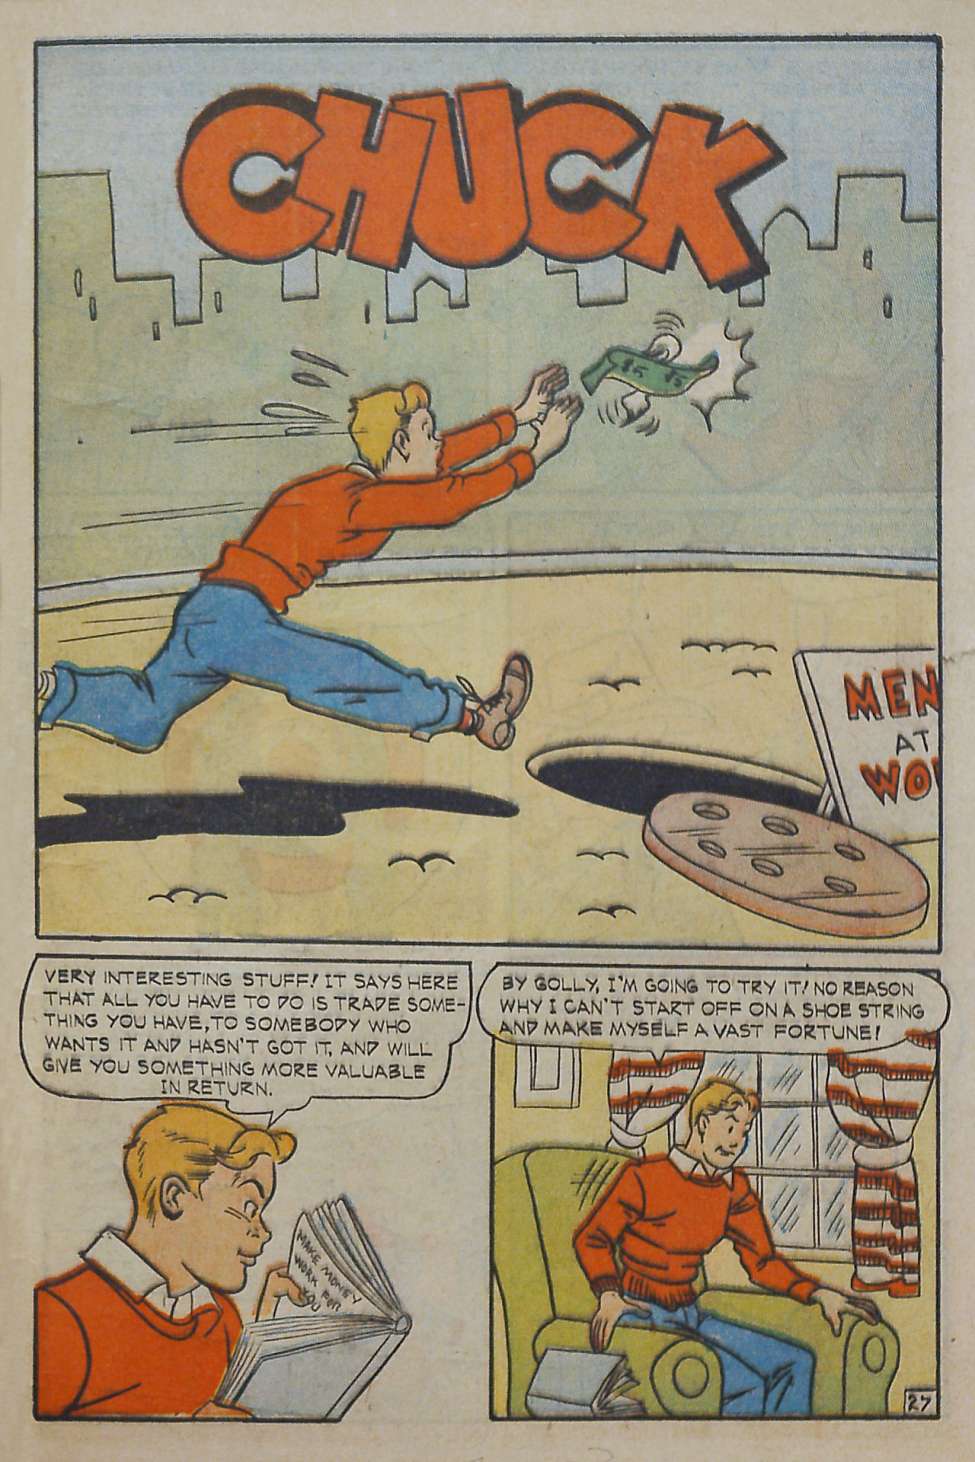 CHUCK
$5 $5
MEN
AT
WO
VERY INTERESTING STUFF! IT SAYS HERE
THAT ALL YOU HAVE TO DO IS TRADE SOME-
THING YOU HAVE, TO SOMEBODY WHO
WANTS IT AND HASN'T GOT IT, AND WILL
GIVE YOU SOMETHING MORE VALUABLE
IN RETURN.
MAKE MONEY
WORK FOR
YOU
BY GOLLY, I'M GOING TO TRY IT! NO REASON
WHY I CAN'T START OFF ON A SHOE STRING
AND MAKE MYSELF A VAST FORTUNE!
27